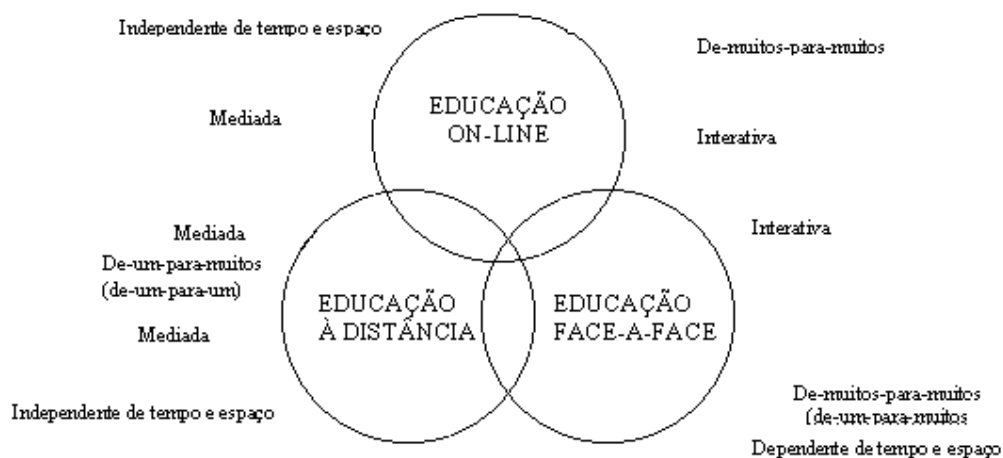 Independente de tempo e espaço
De-muitos-para-muitos
EDUCAÇÃO
ON-LINE
Mediada
Interativa
Mediada
Interativa
De-um-para-muitos
(de-um-para-um)
EDUCAÇÃO
À DISTÂNCIA
EDUCAÇÃO
FACE-A-FACE
Mediada
Independente de tempo e espaço
De-muitos-para-muitos
(de-um-para-muitos
Dependente de tempo e espaço